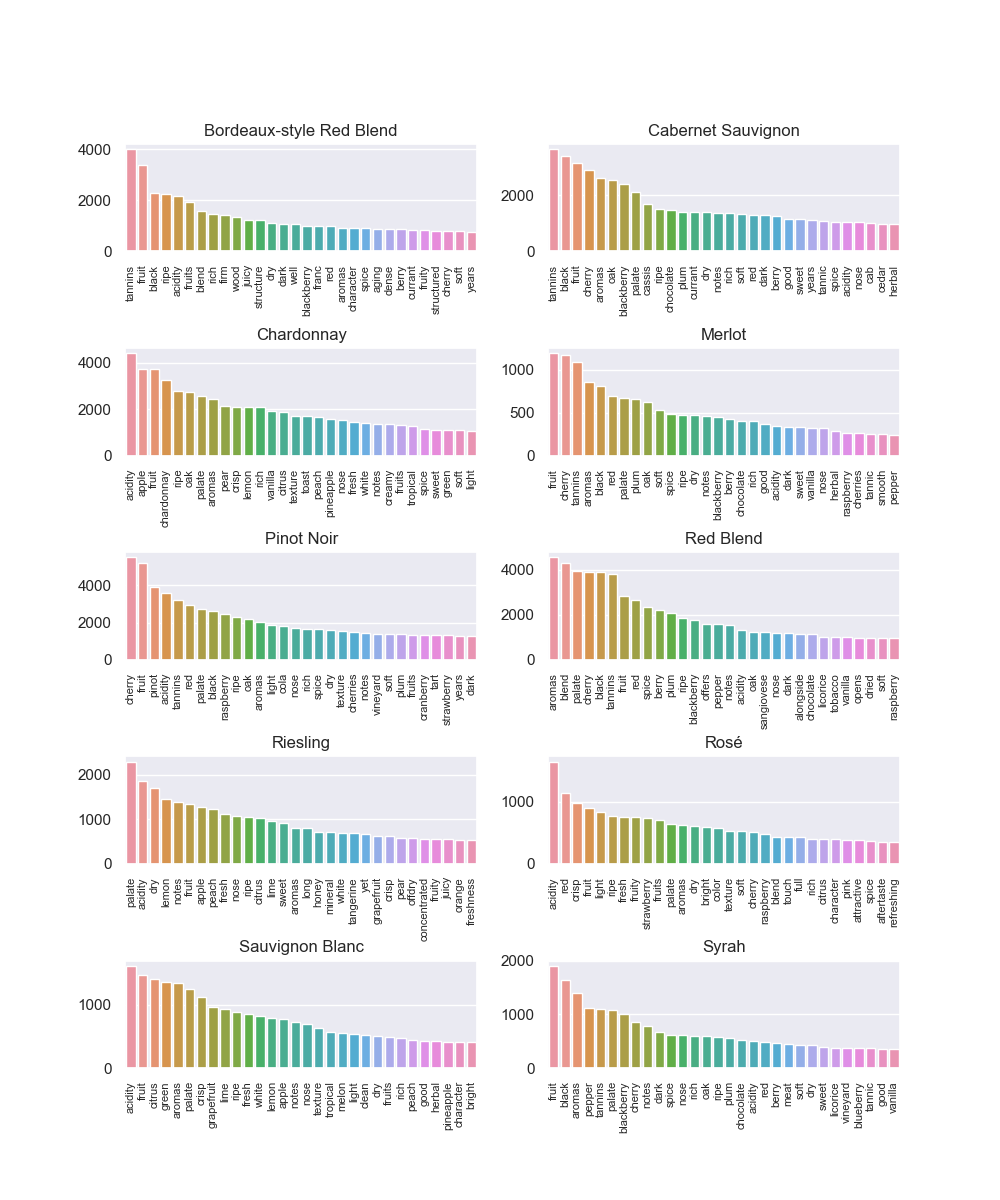 Bordeaux-style Red Blend
4000
2000
0
tannins fruit black ripe acidity fruits blend rich firm wood juicy structure dry dark well blackberry franc red aromas character spice aging dense berry currant fruity structured cherry soft years
Cabernet Sauvignon
2000
0
tannins black fruit cherry aromas oak blackberry palate cassis ripe chocolate plum currant dry notes rich soft red dark berry good sweet years tannic spice acidity nose cab cedar herbal
Chardonnay
4000
2000
0
acidity apple fruit chardonnay ripe oak palate aromas pear crisp lemon rich vanilla citrus texture toast peach pineapple nose fresh white notes creamy fruits tropical spice sweet green soft light
Merlot
1000
500
0
fruit cherry tannins aromas black red palate plum oak soft spice ripe dry notes blackberry berry chocolate rich good acidity dark sweet vanilla nose herbal raspberry cherries tannic smooth pepper
Pinot Noir
4000
2000
0
cherry fruit pinot acidity tannins red palate black raspberry ripe oak aromas light cola nose rich spice dry texture cherries notes vineyard soft plum fruits cranberry tart strawberry years dark
Red Blend
4000
2000
0
aromas blend palate cherry black tannins fruit red spice berry plum ripe blackberry offers pepper notes acidity oak sangiovese nose dark alongside chocolate licorice tobacco vanilla opens dried soft raspberry
Riesling
2000
1000
0
palate acidity dry lemon notes fruit apple peach fresh nose ripe citrus lime sweet aromas long honey mineral white tangerine yet grapefruit crisp pear offdry concentrated fruity juicy orange freshness
Rosé
1000
0
acidity red crisp fruit light ripe fresh fruity strawberry fruits palate aromas dry bright color texture soft cherry raspberry blend touch full rich citrus character pink attractive spice aftertaste refreshing
Sauvignon Blanc
1000
0
acidity fruit citrus green aromas palate crisp grapefruit lime ripe fresh white lemon apple notes nose texture tropical melon light clean dry fruits rich peach good herbal pineapple character bright
Syrah
2000
1000
0
fruit black aromas pepper tannins palate blackberry cherry notes dark spice nose rich oak ripe plum chocolate acidity red berry meat soft dry sweet licorice vineyard blueberry tannic good vanilla